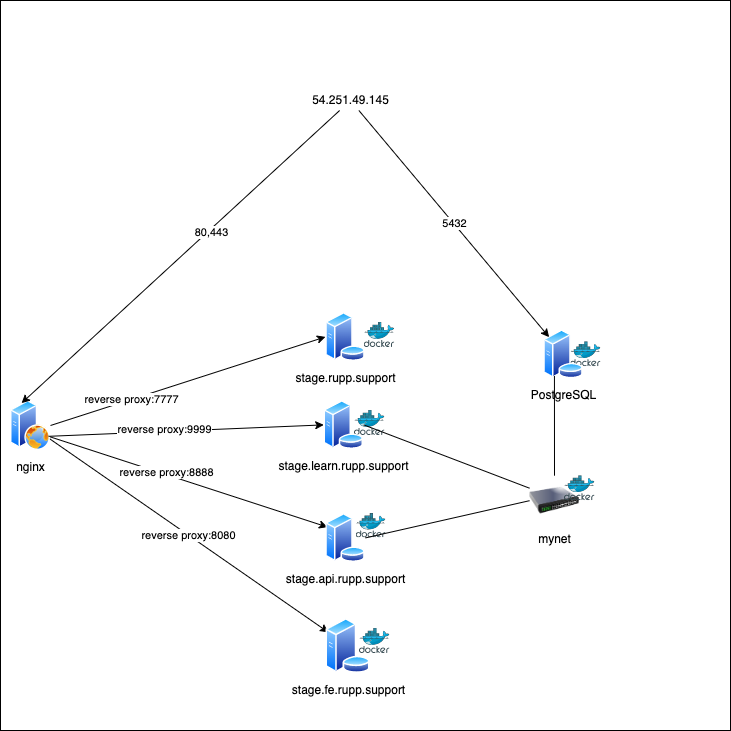 54.251.49.145
80,443
5432
docker
stage.rupp.support
docker
PostgreSQL
reverse proxy:7777
reverse proxy:9999
docker
nginx
stage.learn.rupp.support
reverse proxy:8888
docker
mynet
docker
reverse proxy:8080
stage.api.rupp.support
docker
stage.fe.rupp.support